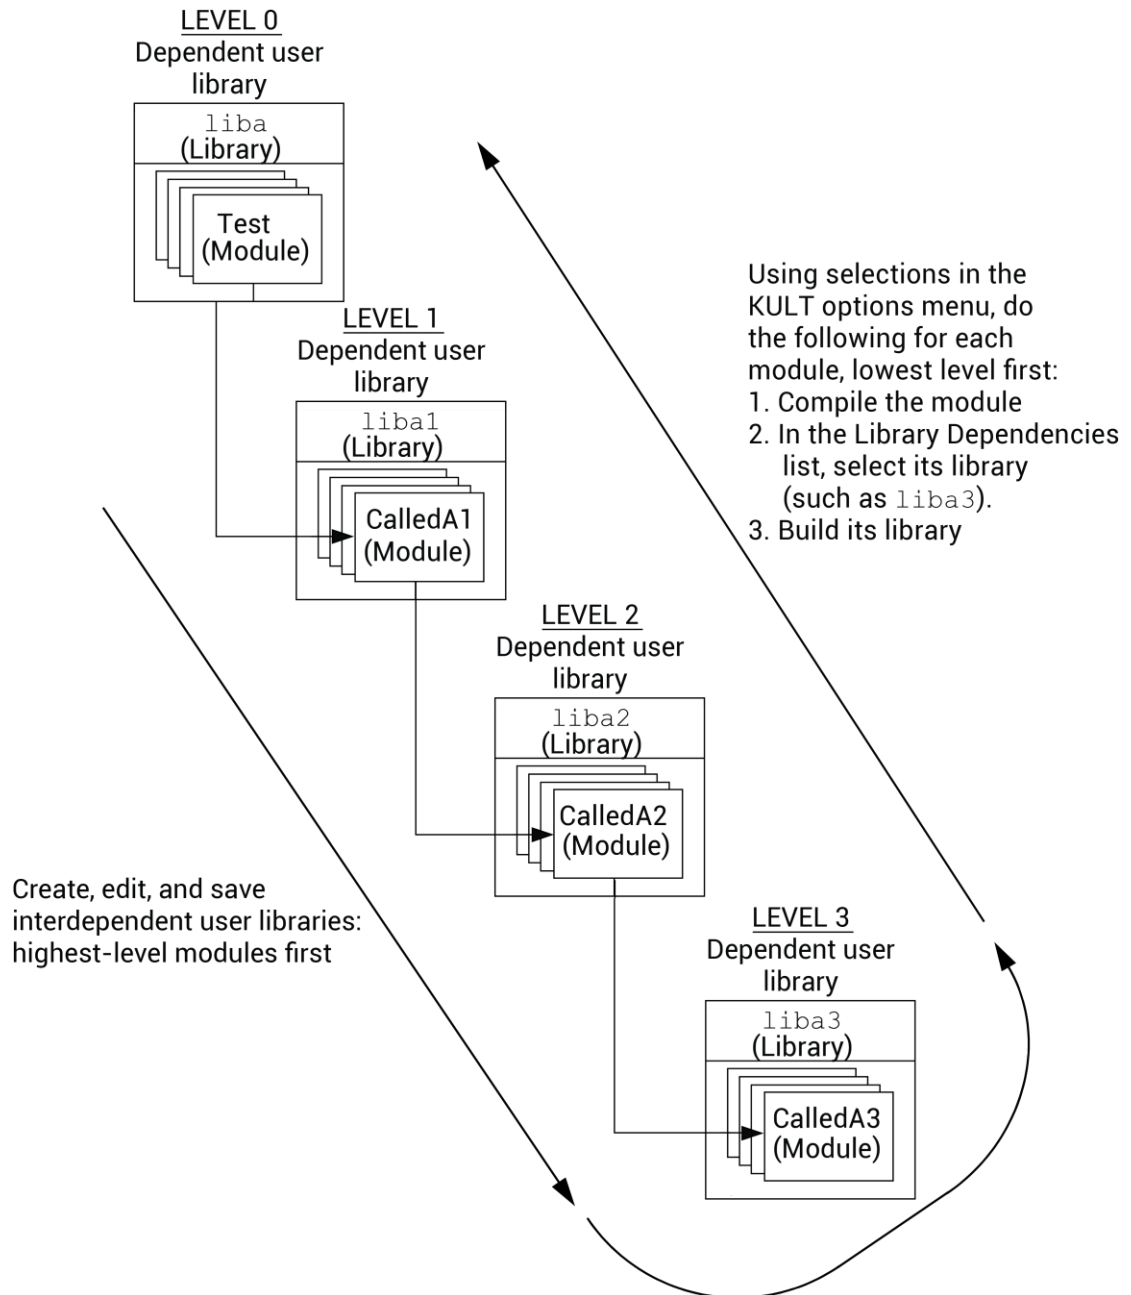 LEVEL 0
Dependent user
library
liba
(Library)
Test
(Module)
LEVEL 1
Dependent user
library
liba1
(Library)
CalledA1
(Module)
LEVEL 2
Dependent user
library
liba2
(Library)
CalledA2
(Module)
LEVEL 3
Dependent user
library
liba3
(Library)
CalledA3
(Module)
Using selections in the
KULT options menu, do
the following for each
module, lowest level first:
1. Compile the module
2. In the Library Dependencies
list, select its library
(such as liba3).
3. Build its library
Create, edit, and save
interdependent user libraries:
highest-level modules first